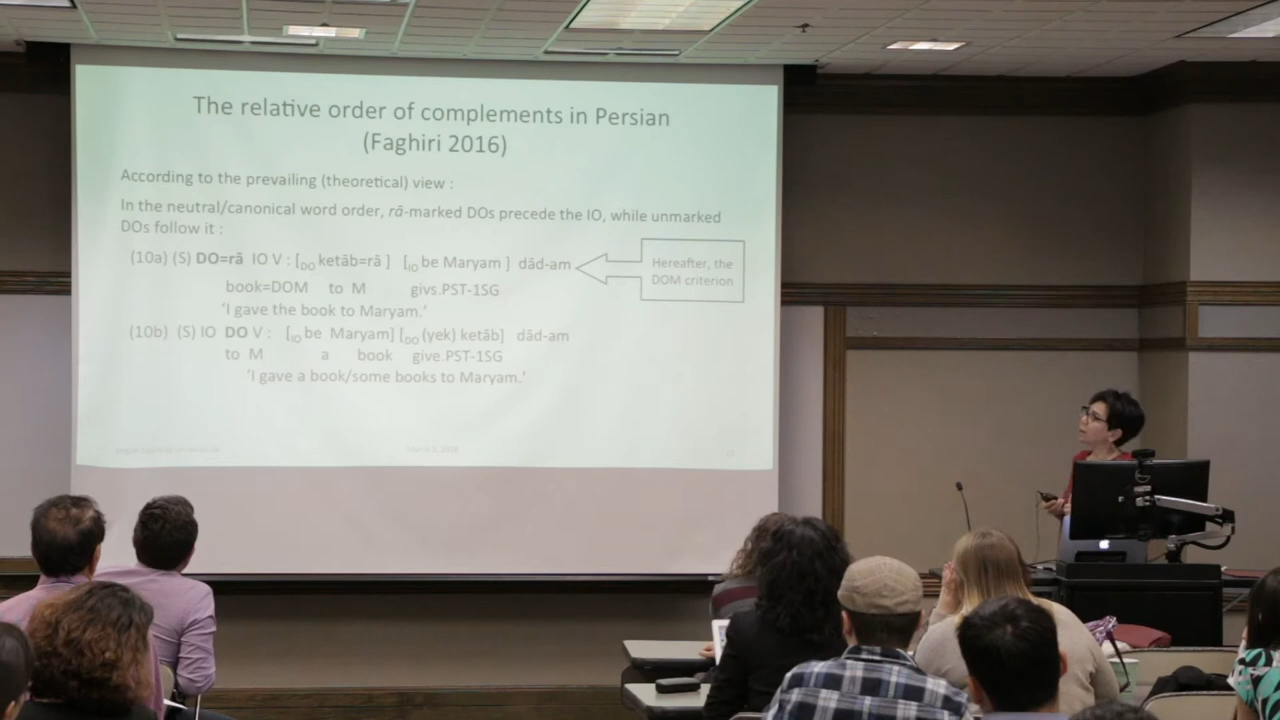 The relative order of complements in Persian
(Faghiri 2016)
According to the prevailing (theoretical) view :
In the neutral/canonical word order, rā-marked DOs precede the IO, while unmarked
DOs follow it :
(10a) (S) DO=rā IO V : [DO ketāb=rā ] [IO be Maryam ] dād-am
book=DOM to M givs.PST-1SG
‘I gave the book to Maryam.’
Hereafter, the
DOM criterion
(10b) (S) IO DO V : [IO be Maryam] [DO (yek) ketāb] dād-am
to M a book give.PST-1SG
‘I gave a book/some books to Maryam.’